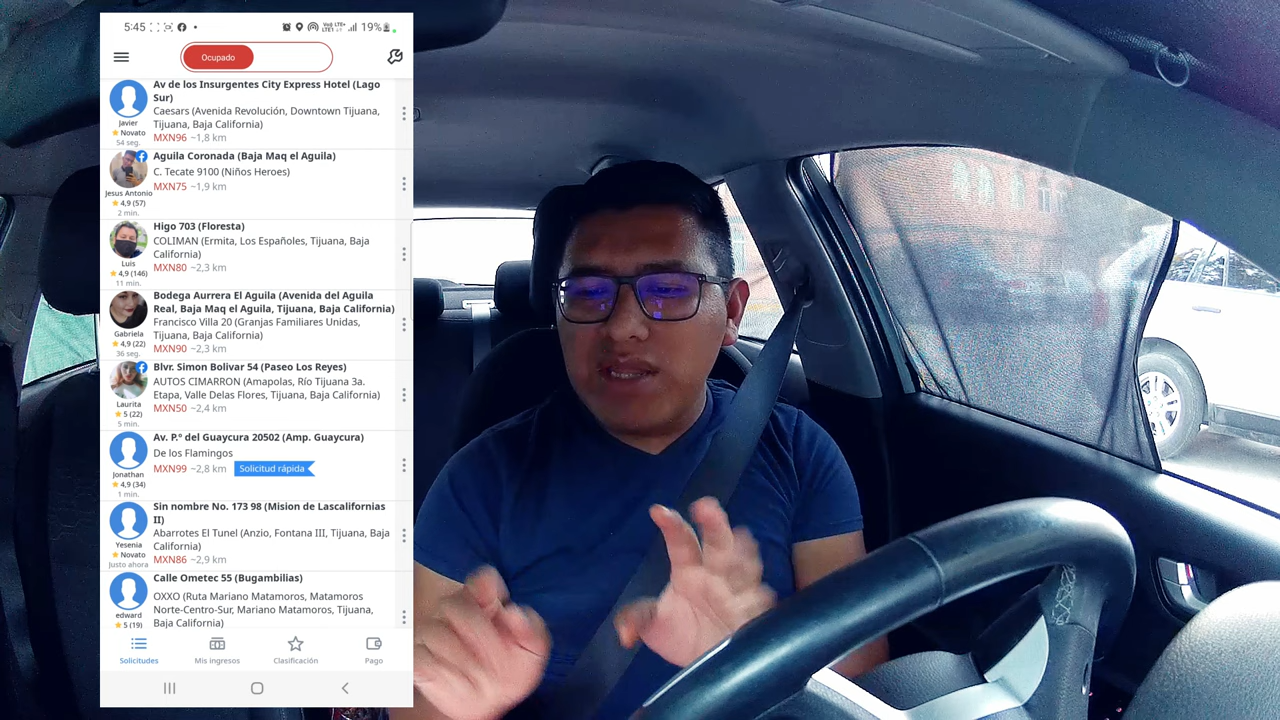 5:45
VoI) LTE+
LTE1
19%
Ocupado
Av de los Insurgentes City Express Hotel (Lago
Sur)
Caesars (Avenida Revolución, Downtown Tijuana,
Tijuana, Baja California)
MXN96 ~1,8 km
Javier
Novato
54 seg.
Aguila Coronada (Baja Maq el Aguila)
C. Tecate 9100 (Niños Heroes)
MXN75 ~1,9 km
Jesus Antonio
4,9 (57)
2 min.
Higo 703 (Floresta)
COLIMAN (Ermita, Los Españoles, Tijuana, Baja
California)
MXN80 ~2,3 km
Luis
4,9 (146)
11 min.
Bodega Aurrera El Aguila (Avenida del Aguila
Real, Baja Maq el Aguila, Tijuana, Baja California)
Francisco Villa 20 (Granjas Familiares Unidas,
Tijuana, Baja California)
MXN90 ~2,3 km
Gabriela
4,9 (22)
36 seg.
Blvr. Simon Bolivar 54 (Paseo Los Reyes)
AUTOS CIMARRON (Amapolas, Río Tijuana 3a.
Etapa, Valle Delas Flores, Tijuana, Baja California)
MXN50 ~2,4 km
Laurita
5 (22)
5 min.
Av. P.º del Guaycura 20502 (Amp. Guaycura)
De los Flamingos
MXN99 ~2,8 km Solicitud rápida
Jonathan
4,9 (34)
1 min.
Sin nombre No. 173 98 (Mision de Lascalifornias
II)
Abarrotes El Tunel (Anzio, Fontana III, Tijuana, Baja
California)
MXN86 ~2,9 km
Yesenia
Novato
Justo ahora
Calle Ometec 55 (Bugambilias)
OXXO (Ruta Mariano Matamoros, Matamoros
Norte-Centro-Sur, Mariano Matamoros, Tijuana,
Baja California)
edward
5 (19)
Solicitudes
Mis ingresos
Clasificación
Pago